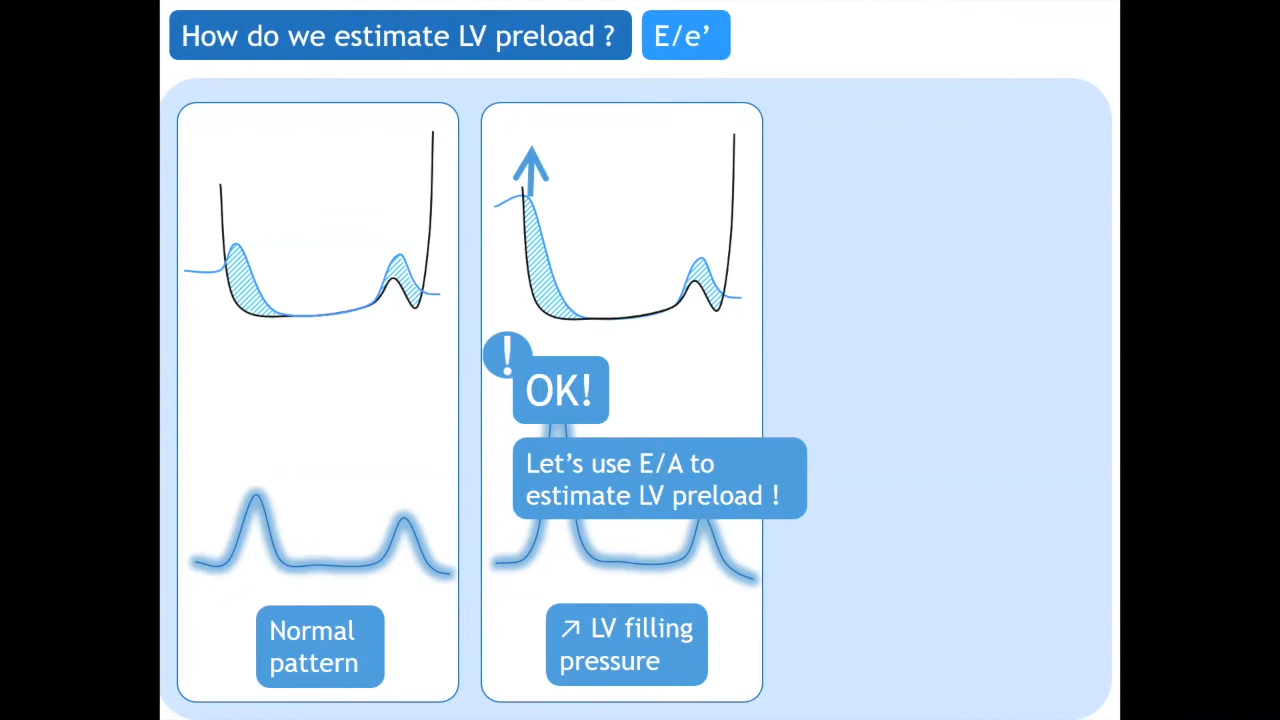 How do we estimate LV preload ?
E/e’
!
OK!
Let’s use E/A to
estimate LV preload !
Normal
pattern
↗ LV filling
pressure